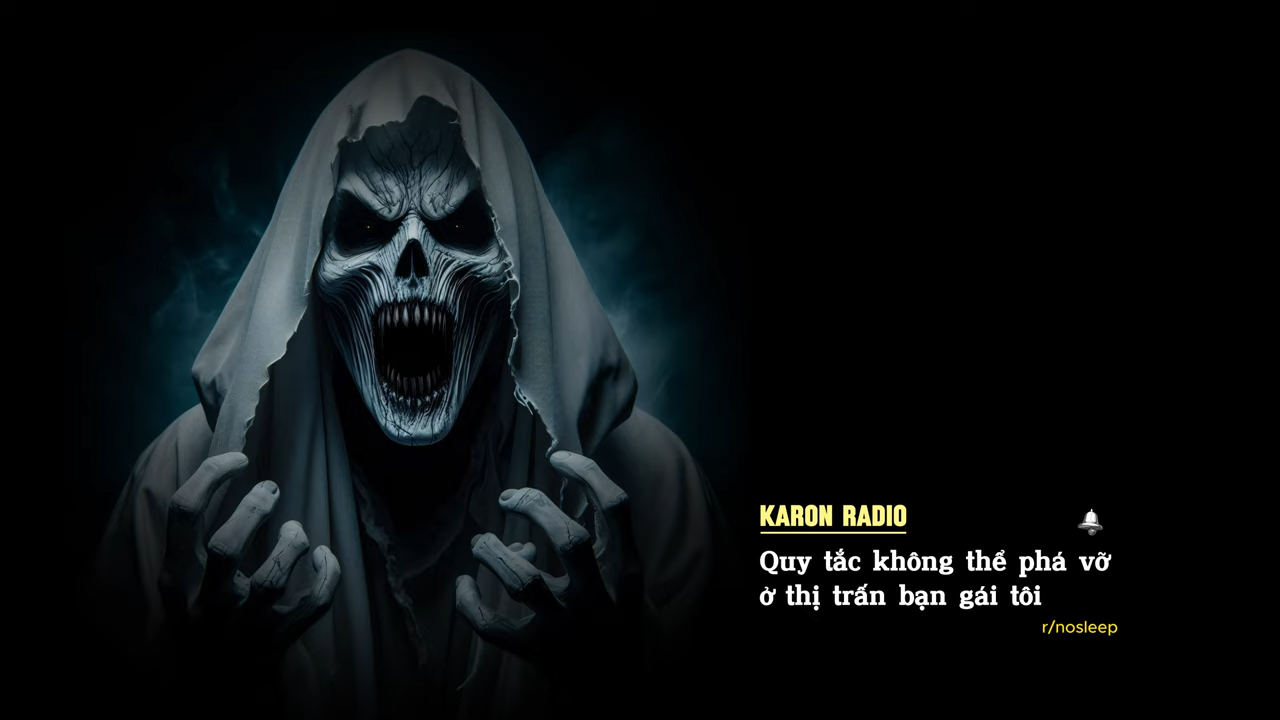 KARON RADIO
Quy tắc không thể phá vỡ
ở thị trấn bạn gái tôi
r/nosleep